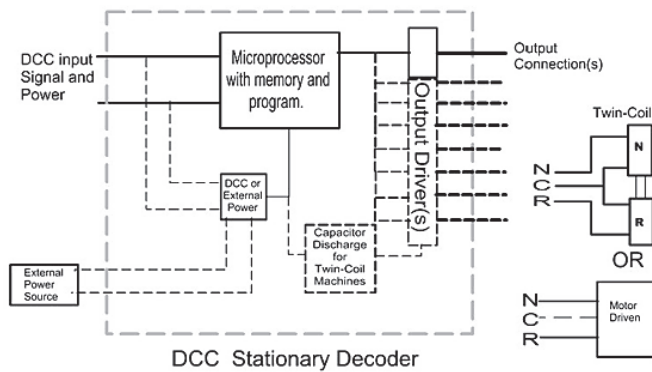 DCC input
Signal and
Power
Microprocessor
with memory and
program.
Output
Connection(s)
Output Driver(s)
DCC or
External
Power
Capacitor
Discharge
for
Twin-Coil
Machines
External
Power
Source
DCC Stationary Decoder
Twin-Coil
N
N
C
R
R
OR
N
C
R
Motor
Driven